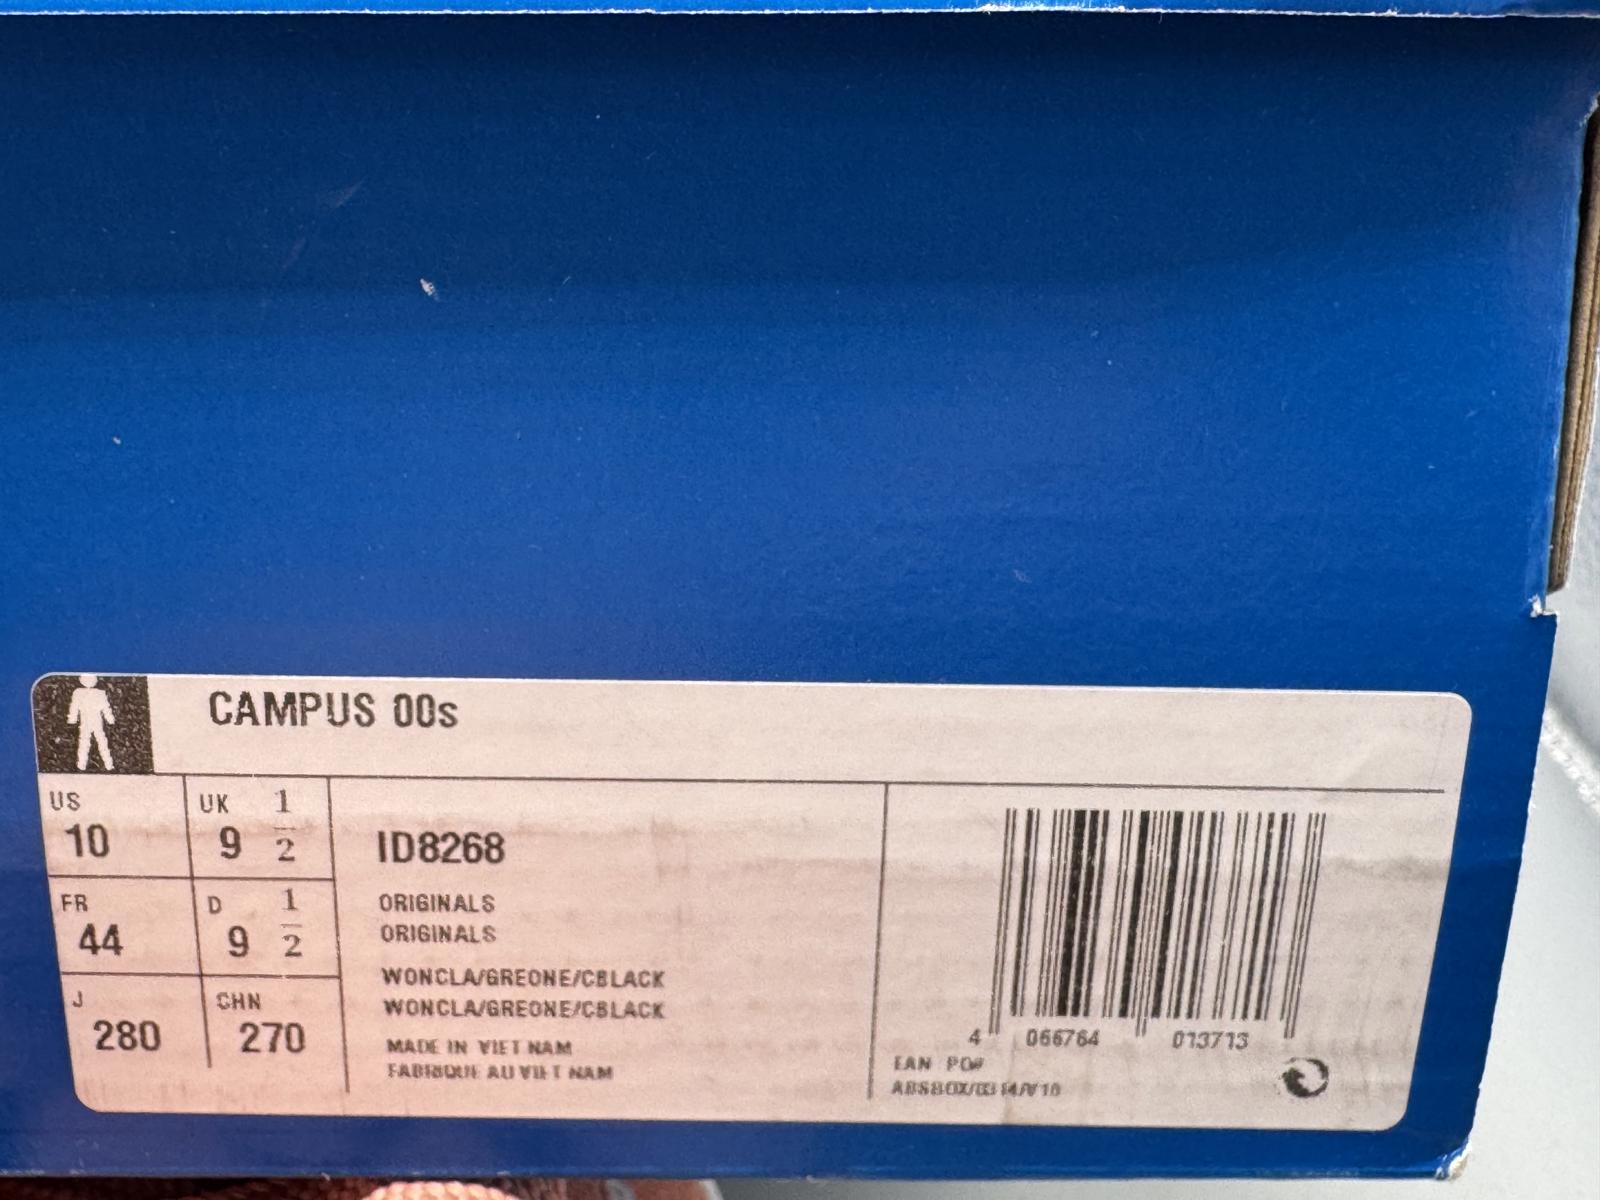 CAMPUS 00s
US 10
UK 9 1/2
FR 44
D 9 1/2
J 280
CHN 270
ID8268
ORIGINALS
ORIGINALS
WONCLA/GREONE/CBLACK
WONCLA/GREONE/CBLACK
MADE IN VIET NAM
FABRIQUE AU VIET NAM
4 066764 013713
EAN PO#